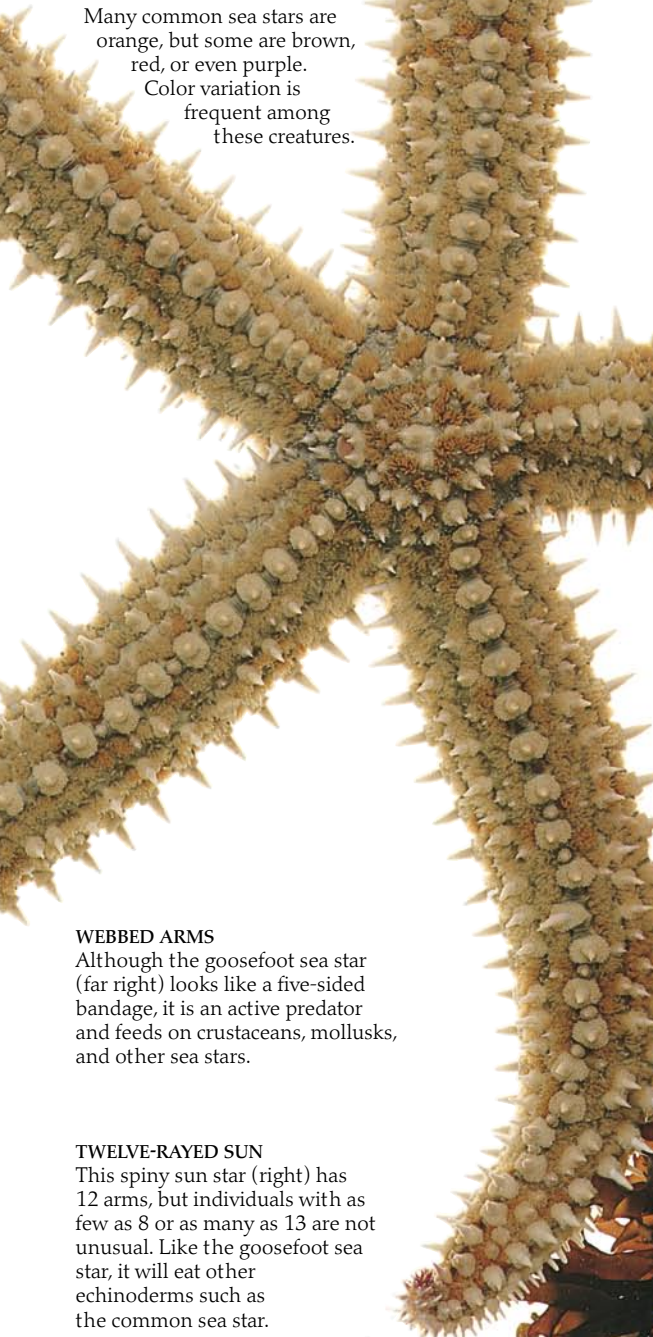 Many common sea stars are
orange, but some are brown,
red, or even purple.
Color variation is
frequent among
these creatures.
WEBBED ARMS
Although the goosefoot sea star
(far right) looks like a five-sided
bandage, it is an active predator
and feeds on crustaceans, mollusks,
and other sea stars.
TWELVE-RAYED SUN
This spiny sun star (right) has
12 arms, but individuals with as
few as 8 or as many as 13 are not
unusual. Like the goosefoot sea
star, it will eat other
echinoderms such as
the common sea star.